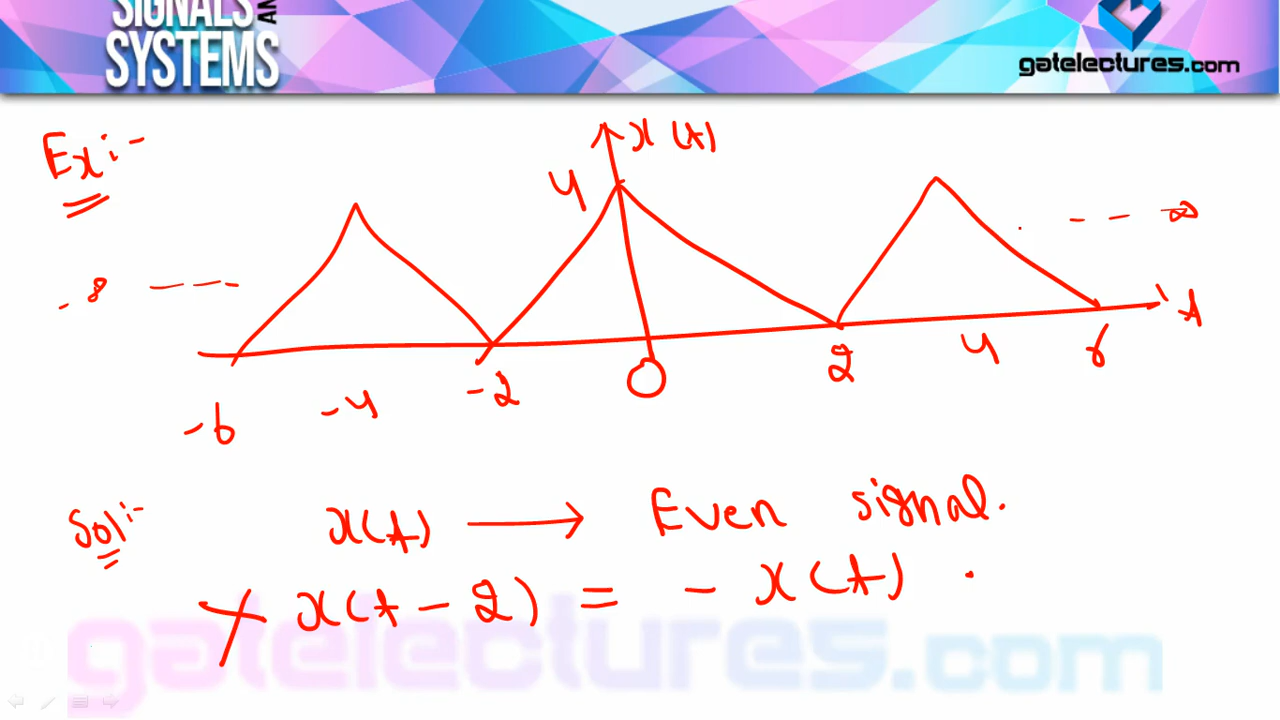 SIGNALS AN
SYSTEMS
gatelectures.com
Ex:-
x(t)
4
-∞ ---- --- ∞
t
-6 -4 -2 0 2 4 6
Sol:-
x(t) → Even signal.
✗ x(t-2) = - x(t) .
gatelectures.com